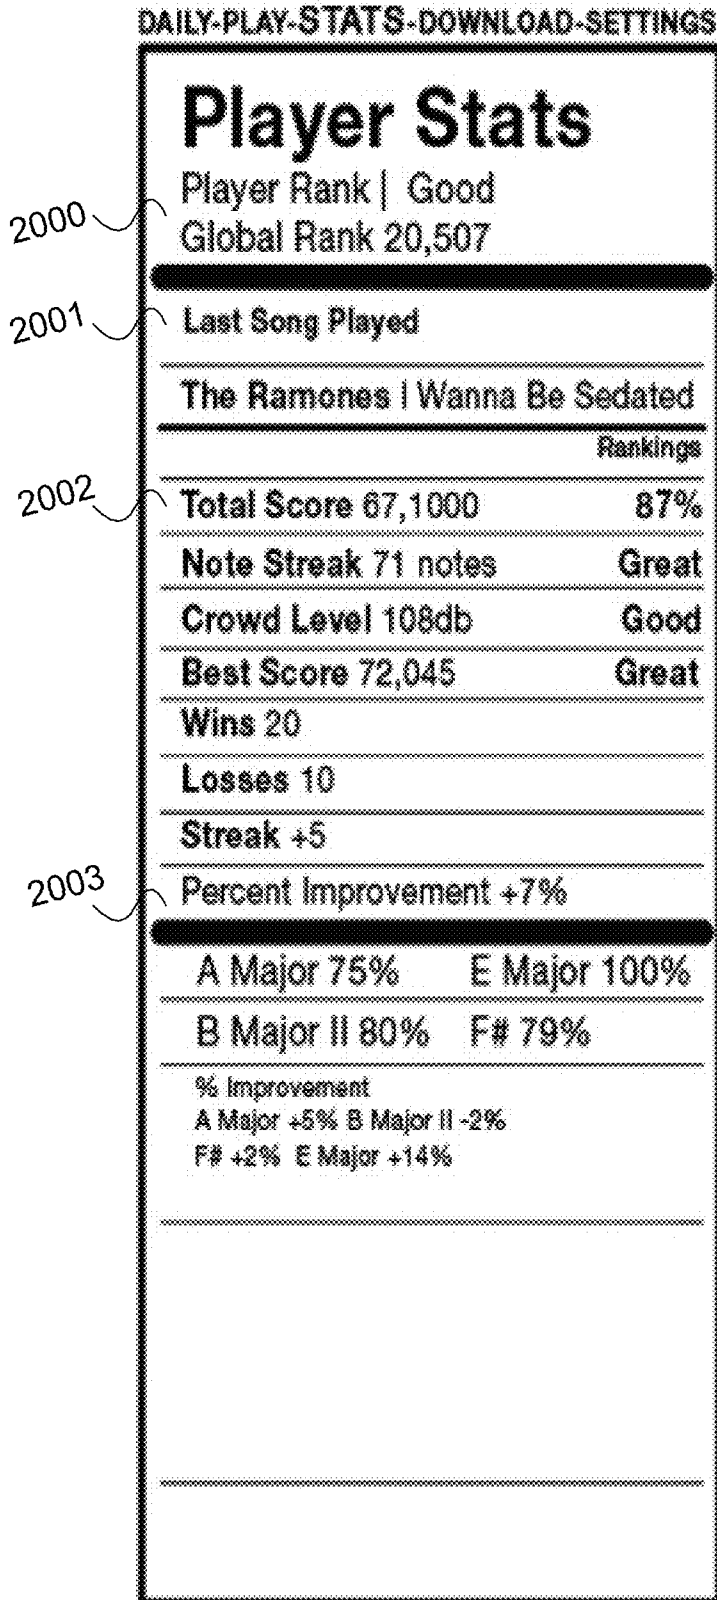 DAILY-PLAY-STATS-DOWNLOAD-SETTINGS
Player Stats
Player Rank | Good
2000
Global Rank 20,507
2001
Last Song Played
The Ramones | I Wanna Be Sedated
Rankings
2002
Total Score 67,1000 87%
Note Streak 71 notes Great
Crowd Level 108db Good
Best Score 72,045 Great
Wins 20
Losses 10
Streak +5
2003
Percent Improvement +7%
A Major 75% E Major 100%
B Major II 80% F# 79%
% Improvement
A Major +5% B Major II -2%
F# +2% E Major +14%